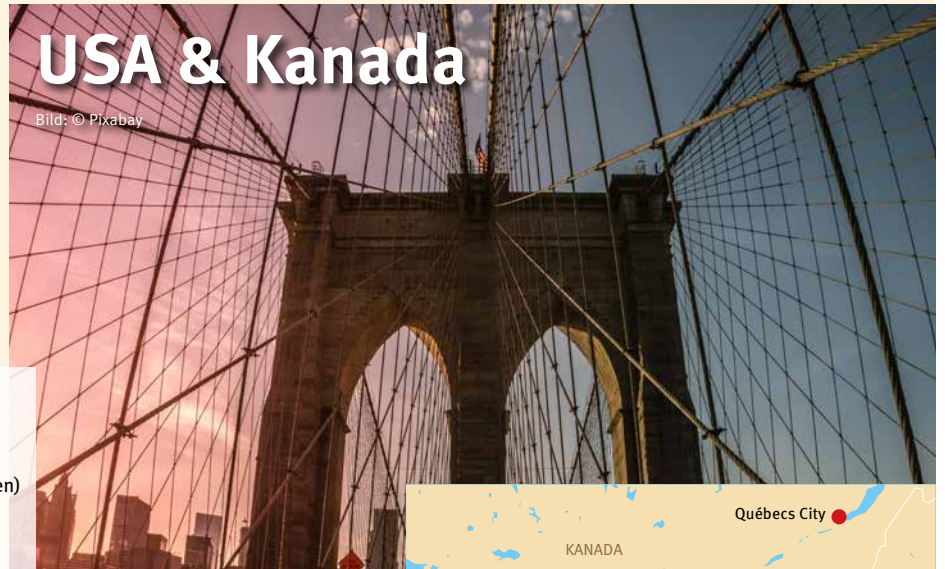 USA & Kanada
Bild: © Pixabay
en)
Québecs City
KANADA